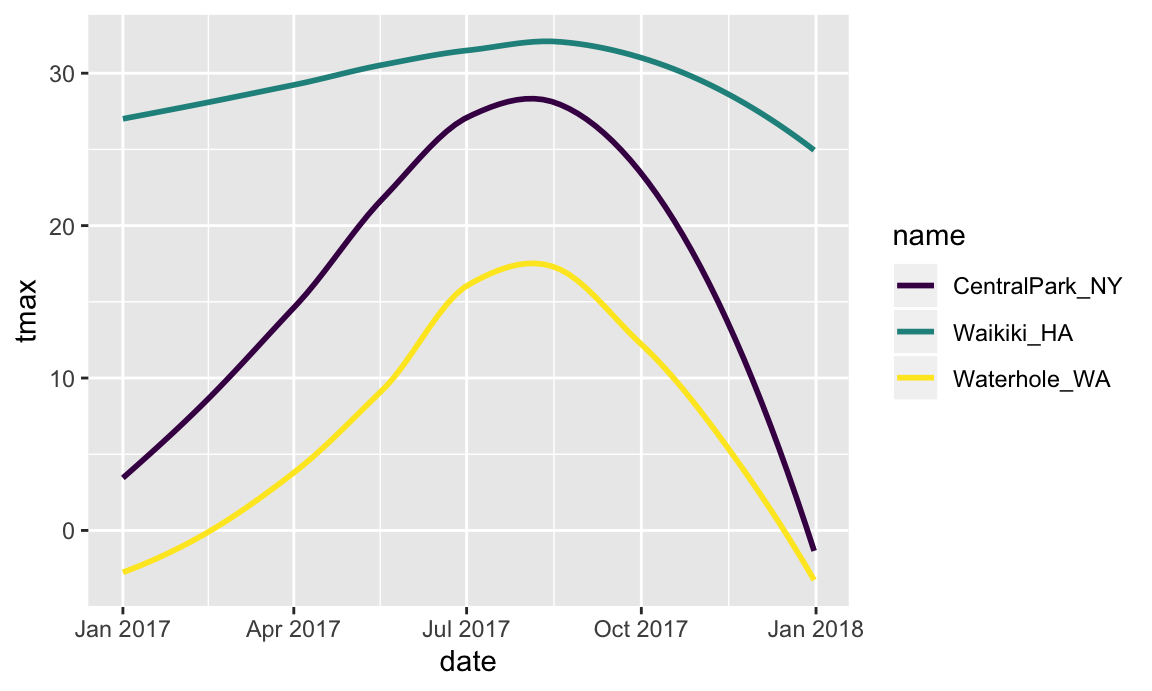 30
20
10
0
tmax
Jan 2017
Apr 2017
Jul 2017
Oct 2017
Jan 2018
date
name
CentralPark_NY
Waikiki_HA
Waterhole_WA